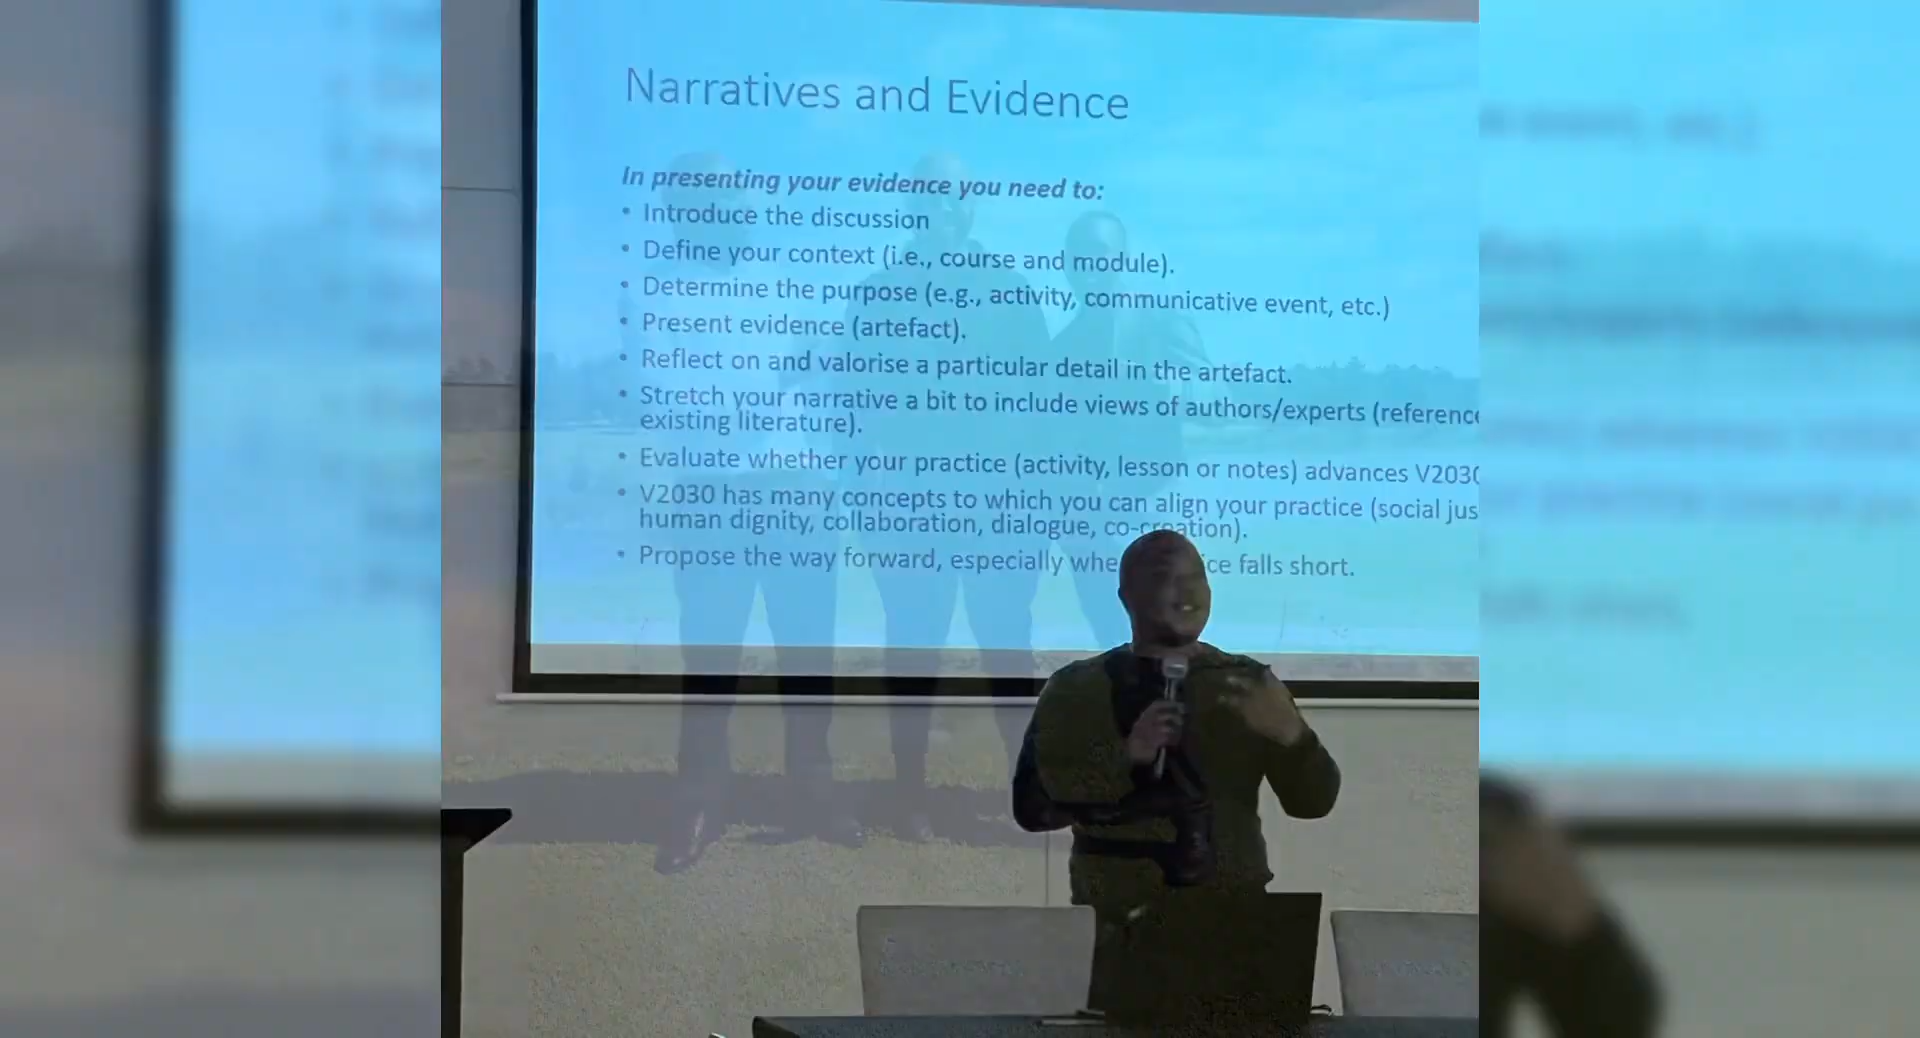 Narratives and Evidence
In presenting your evidence you need to:
• Introduce the discussion
• Define your context (i.e., course and module).
• Determine the purpose (e.g., activity, communicative event, etc.)
• Present evidence (artefact).
• Reflect on and valorise a particular detail in the artefact.
• Stretch your narrative a bit to include views of authors/experts (reference
existing literature).
• Evaluate whether your practice (activity, lesson or notes) advances V2030
• V2030 has many concepts to which you can align your practice (social jus
human dignity, collaboration, dialogue, co-creation).
• Propose the way forward, especially falls short.